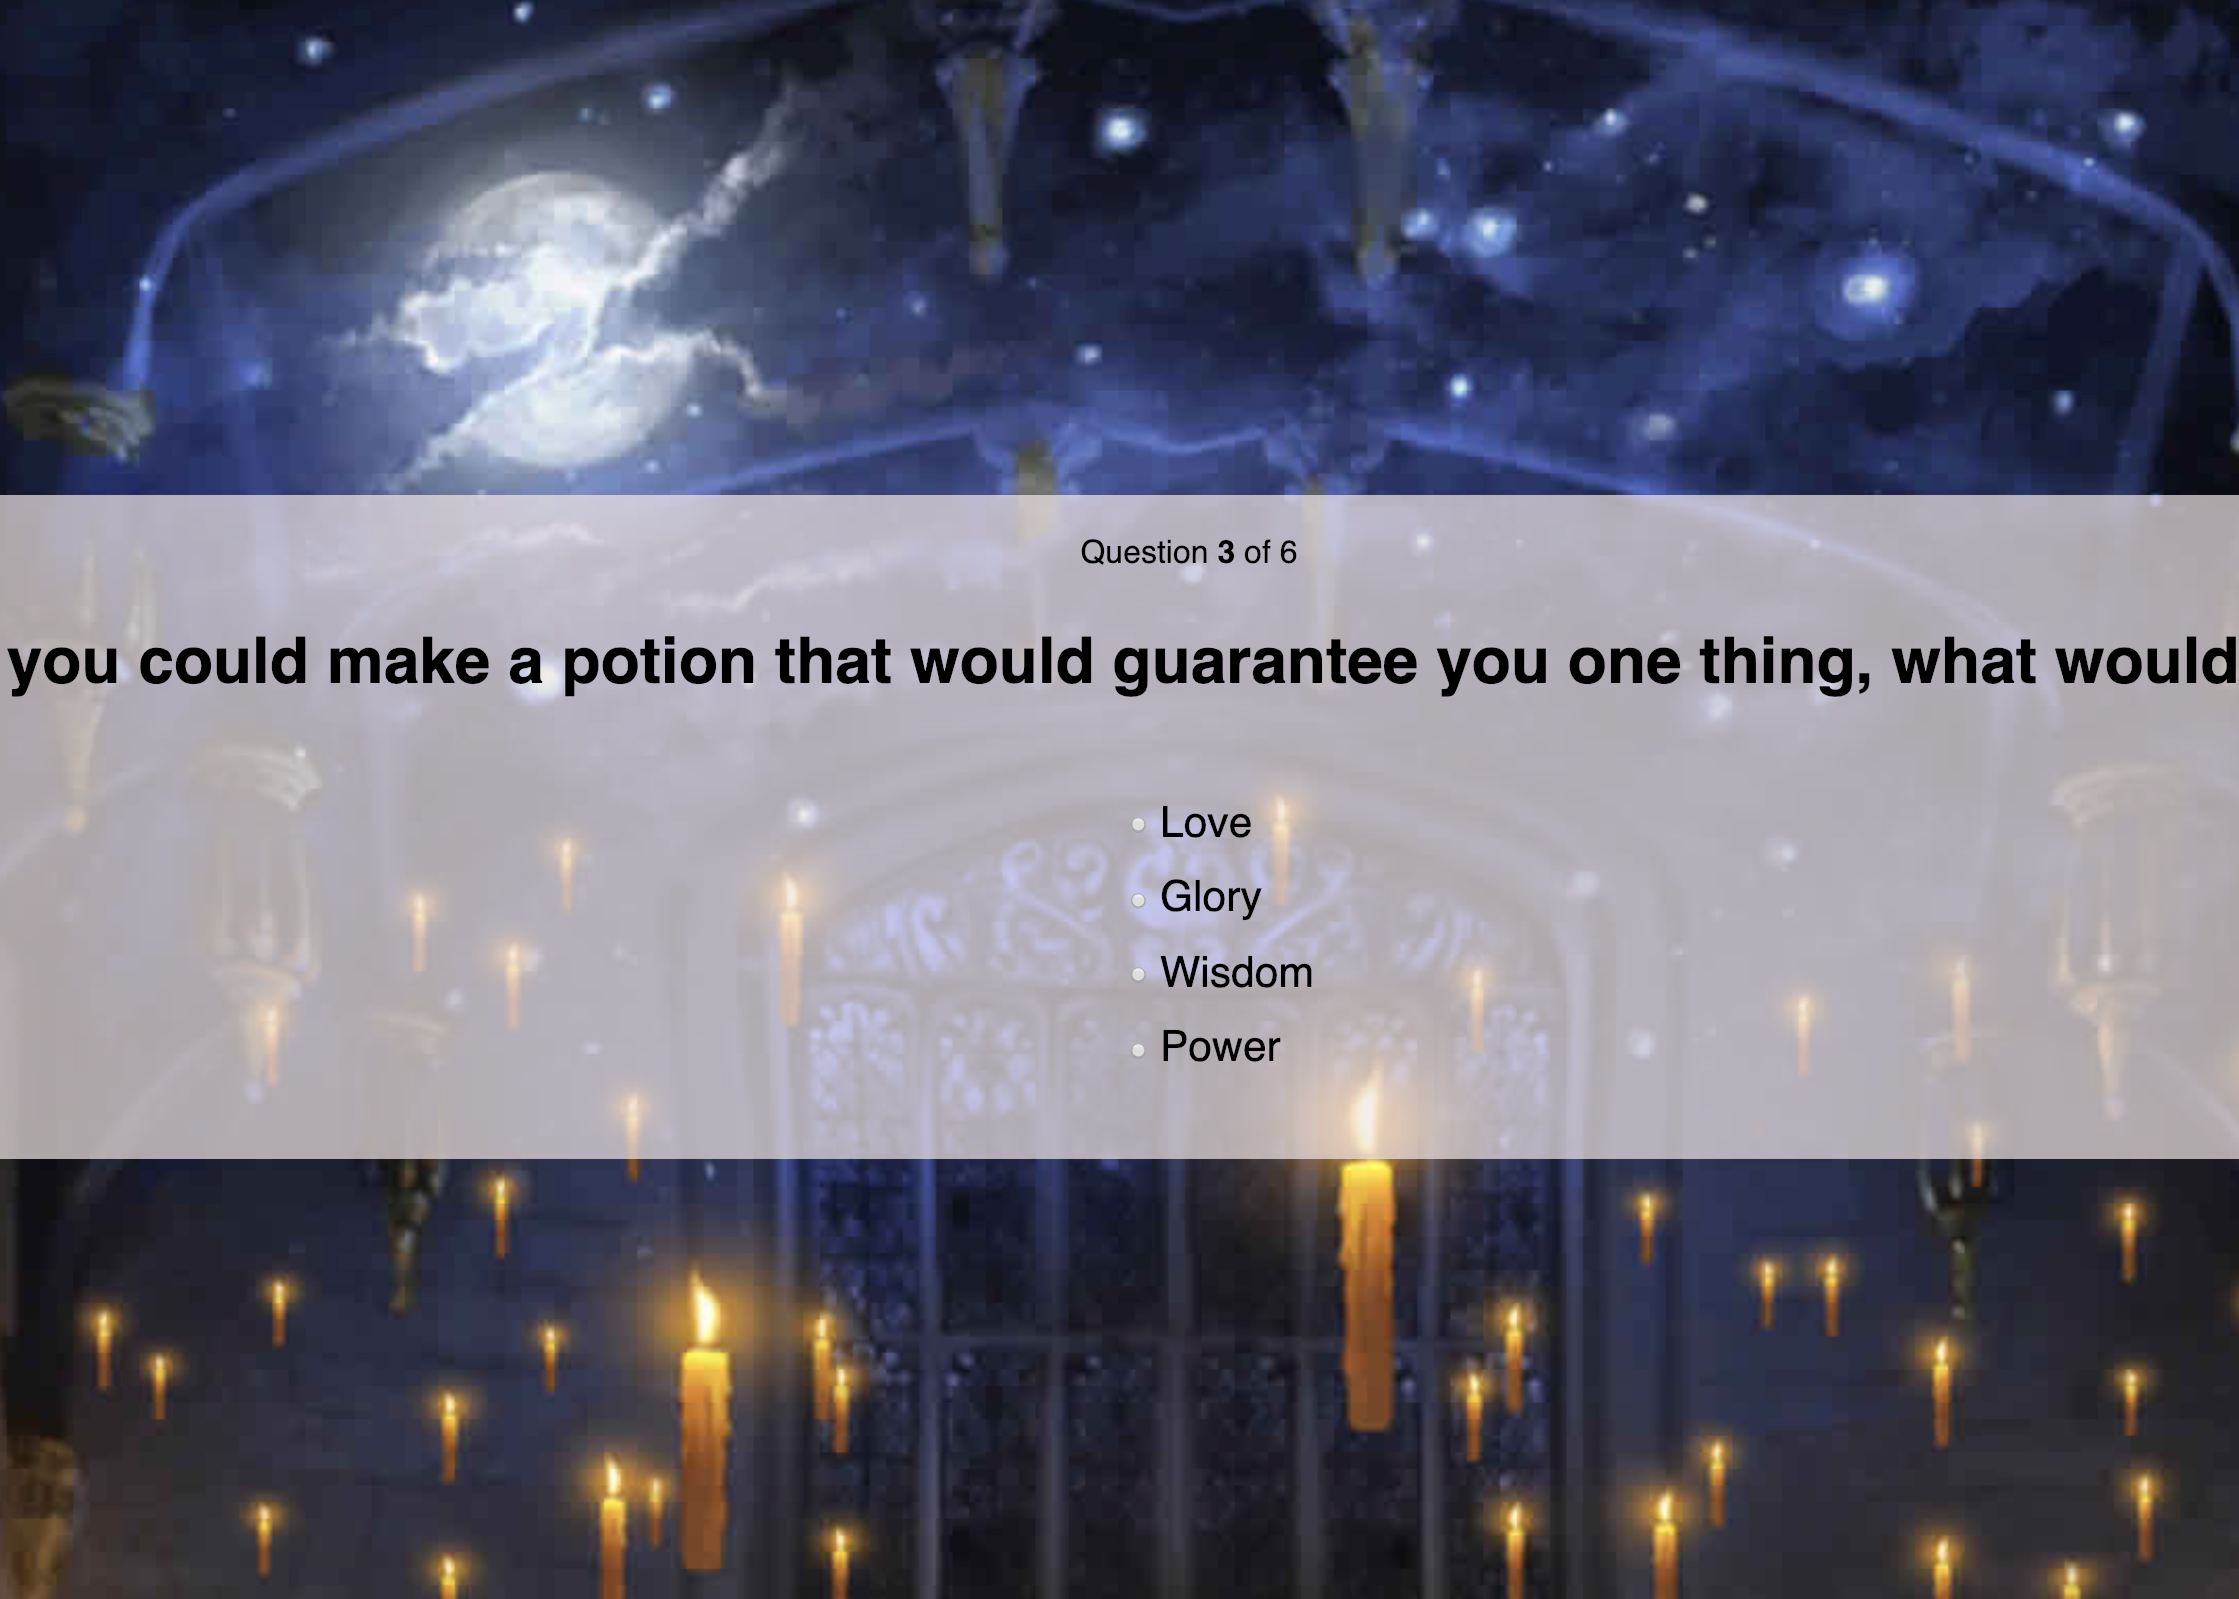 Question 3 of 6
you could make a potion that would guarantee you one thing, what would
Love
Glory
Wisdom
Power